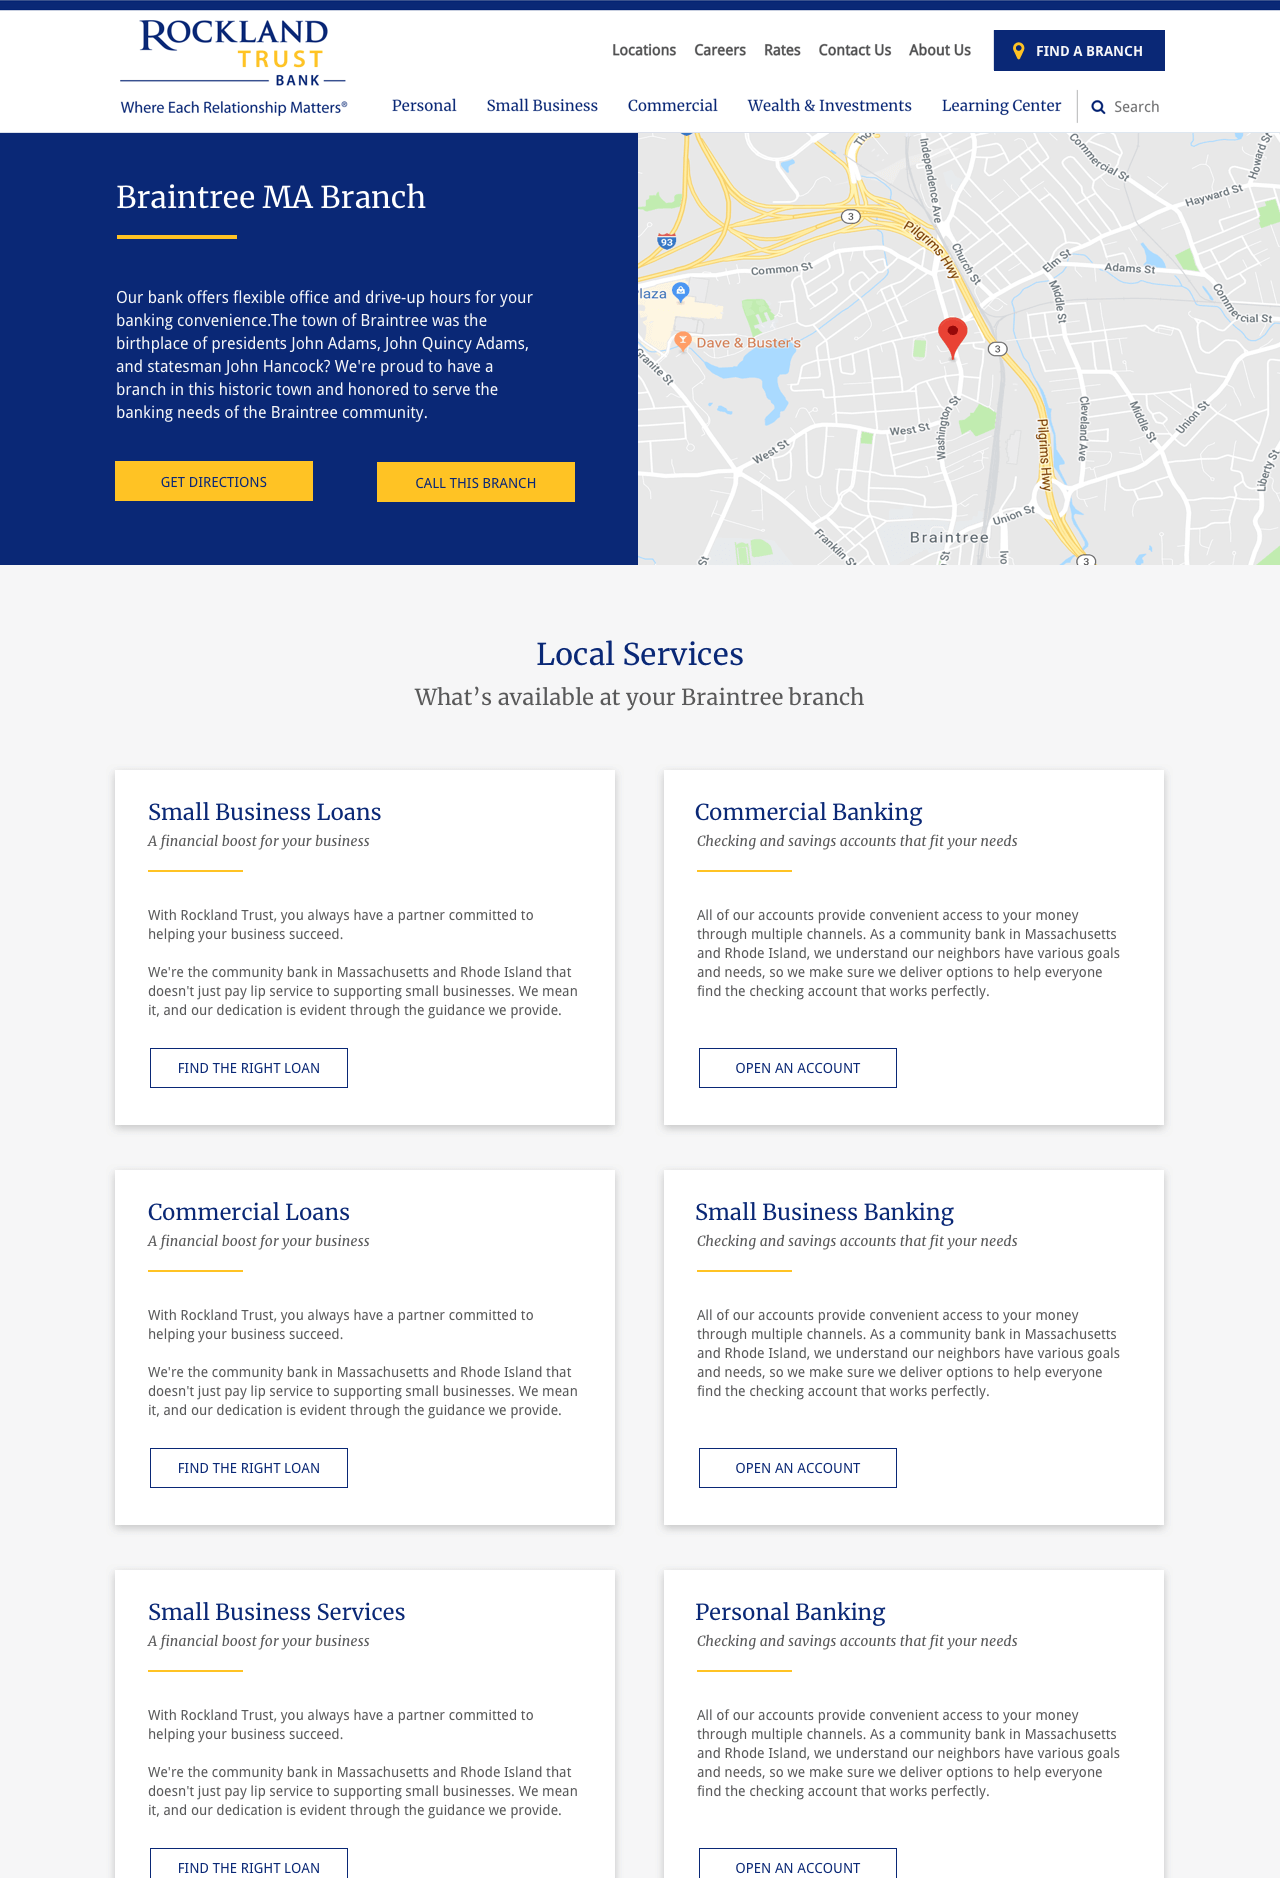 ROCKLAND
TRUST
BANK
Where Each Relationship Matters®
Locations Careers Rates Contact Us About Us FIND A BRANCH
Personal Small Business Commercial Wealth & Investments Learning Center Search
Braintree MA Branch
Our bank offers flexible office and drive-up hours for your
banking convenience.The town of Braintree was the
birthplace of presidents John Adams, John Quincy Adams,
and statesman John Hancock? We're proud to have a
branch in this historic town and honored to serve the
banking needs of the Braintree community.
GET DIRECTIONS CALL THIS BRANCH
Independence Ave
Commercial St
Howard St
Hayward St
3
Pilgrims Hwy
93
Church St
Elm St
Common St
Adams St
laza
Middle St
Commercial St
Dave & Buster's
3
Granite St
Washington St
Cleveland Ave
Middle St
Union St
West St
Pilgrims Hwy
West St
Liberty St
Union St
Franklin St
Braintree
St
St
Ivo
3
Local Services
What’s available at your Braintree branch
Small Business Loans
A financial boost for your business
With Rockland Trust, you always have a partner committed to
helping your business succeed.
We're the community bank in Massachusetts and Rhode Island that
doesn't just pay lip service to supporting small businesses. We mean
it, and our dedication is evident through the guidance we provide.
FIND THE RIGHT LOAN
Commercial Banking
Checking and savings accounts that fit your needs
All of our accounts provide convenient access to your money
through multiple channels. As a community bank in Massachusetts
and Rhode Island, we understand our neighbors have various goals
and needs, so we make sure we deliver options to help everyone
find the checking account that works perfectly.
OPEN AN ACCOUNT
Commercial Loans
A financial boost for your business
With Rockland Trust, you always have a partner committed to
helping your business succeed.
We're the community bank in Massachusetts and Rhode Island that
doesn't just pay lip service to supporting small businesses. We mean
it, and our dedication is evident through the guidance we provide.
FIND THE RIGHT LOAN
Small Business Banking
Checking and savings accounts that fit your needs
All of our accounts provide convenient access to your money
through multiple channels. As a community bank in Massachusetts
and Rhode Island, we understand our neighbors have various goals
and needs, so we make sure we deliver options to help everyone
find the checking account that works perfectly.
OPEN AN ACCOUNT
Small Business Services
A financial boost for your business
With Rockland Trust, you always have a partner committed to
helping your business succeed.
We're the community bank in Massachusetts and Rhode Island that
doesn't just pay lip service to supporting small businesses. We mean
it, and our dedication is evident through the guidance we provide.
FIND THE RIGHT LOAN
Personal Banking
Checking and savings accounts that fit your needs
All of our accounts provide convenient access to your money
through multiple channels. As a community bank in Massachusetts
and Rhode Island, we understand our neighbors have various goals
and needs, so we make sure we deliver options to help everyone
find the checking account that works perfectly.
OPEN AN ACCOUNT